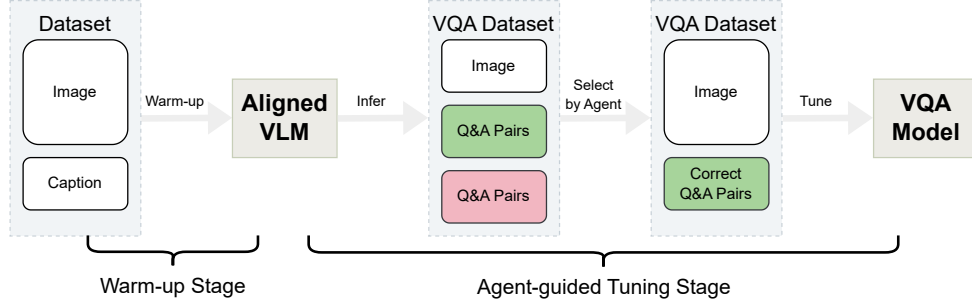 Dataset
Image
Caption
Warm-up
Aligned
VLM
Infer
VQA Dataset
Image
Q&A Pairs
Q&A Pairs
Select
by Agent
VQA Dataset
Image
Correct
Q&A Pairs
Tune
VQA
Model
Warm-up Stage
Agent-guided Tuning Stage